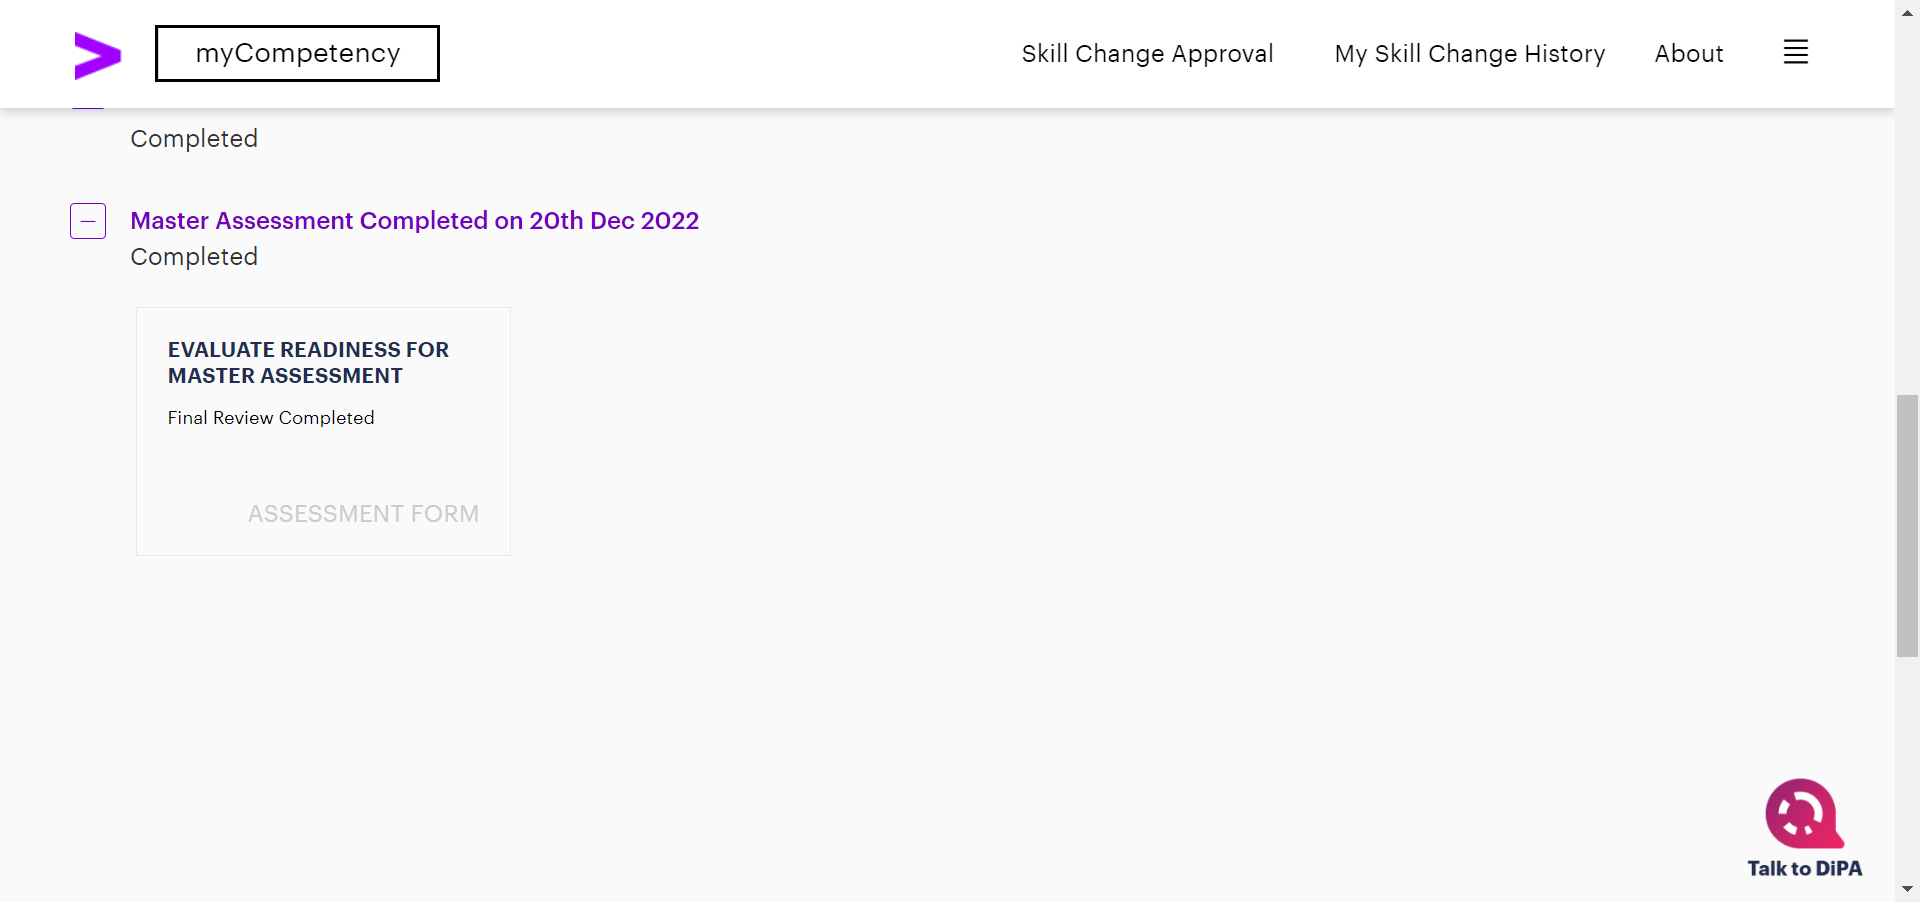 myCompetency
Skill Change Approval
My Skill Change History
About
Completed
Master Assessment Completed on 20th Dec 2022
Completed
EVALUATE READINESS FOR
MASTER ASSESSMENT
Final Review Completed
ASSESSMENT FORM
Talk to DiPA